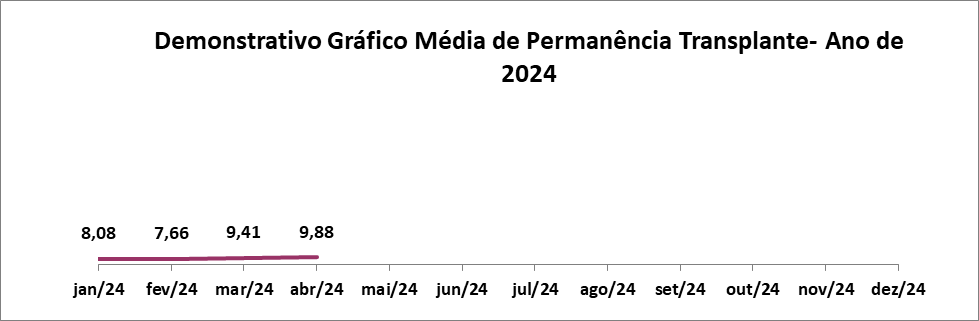 Demonstrativo Gráfico Média de Permanência Transplante- Ano de
2024
8,08 7,66 9,41 9,88
jan/24 fev/24 mar/24 abr/24 mai/24 jun/24 jul/24 ago/24 set/24 out/24 nov/24 dez/24